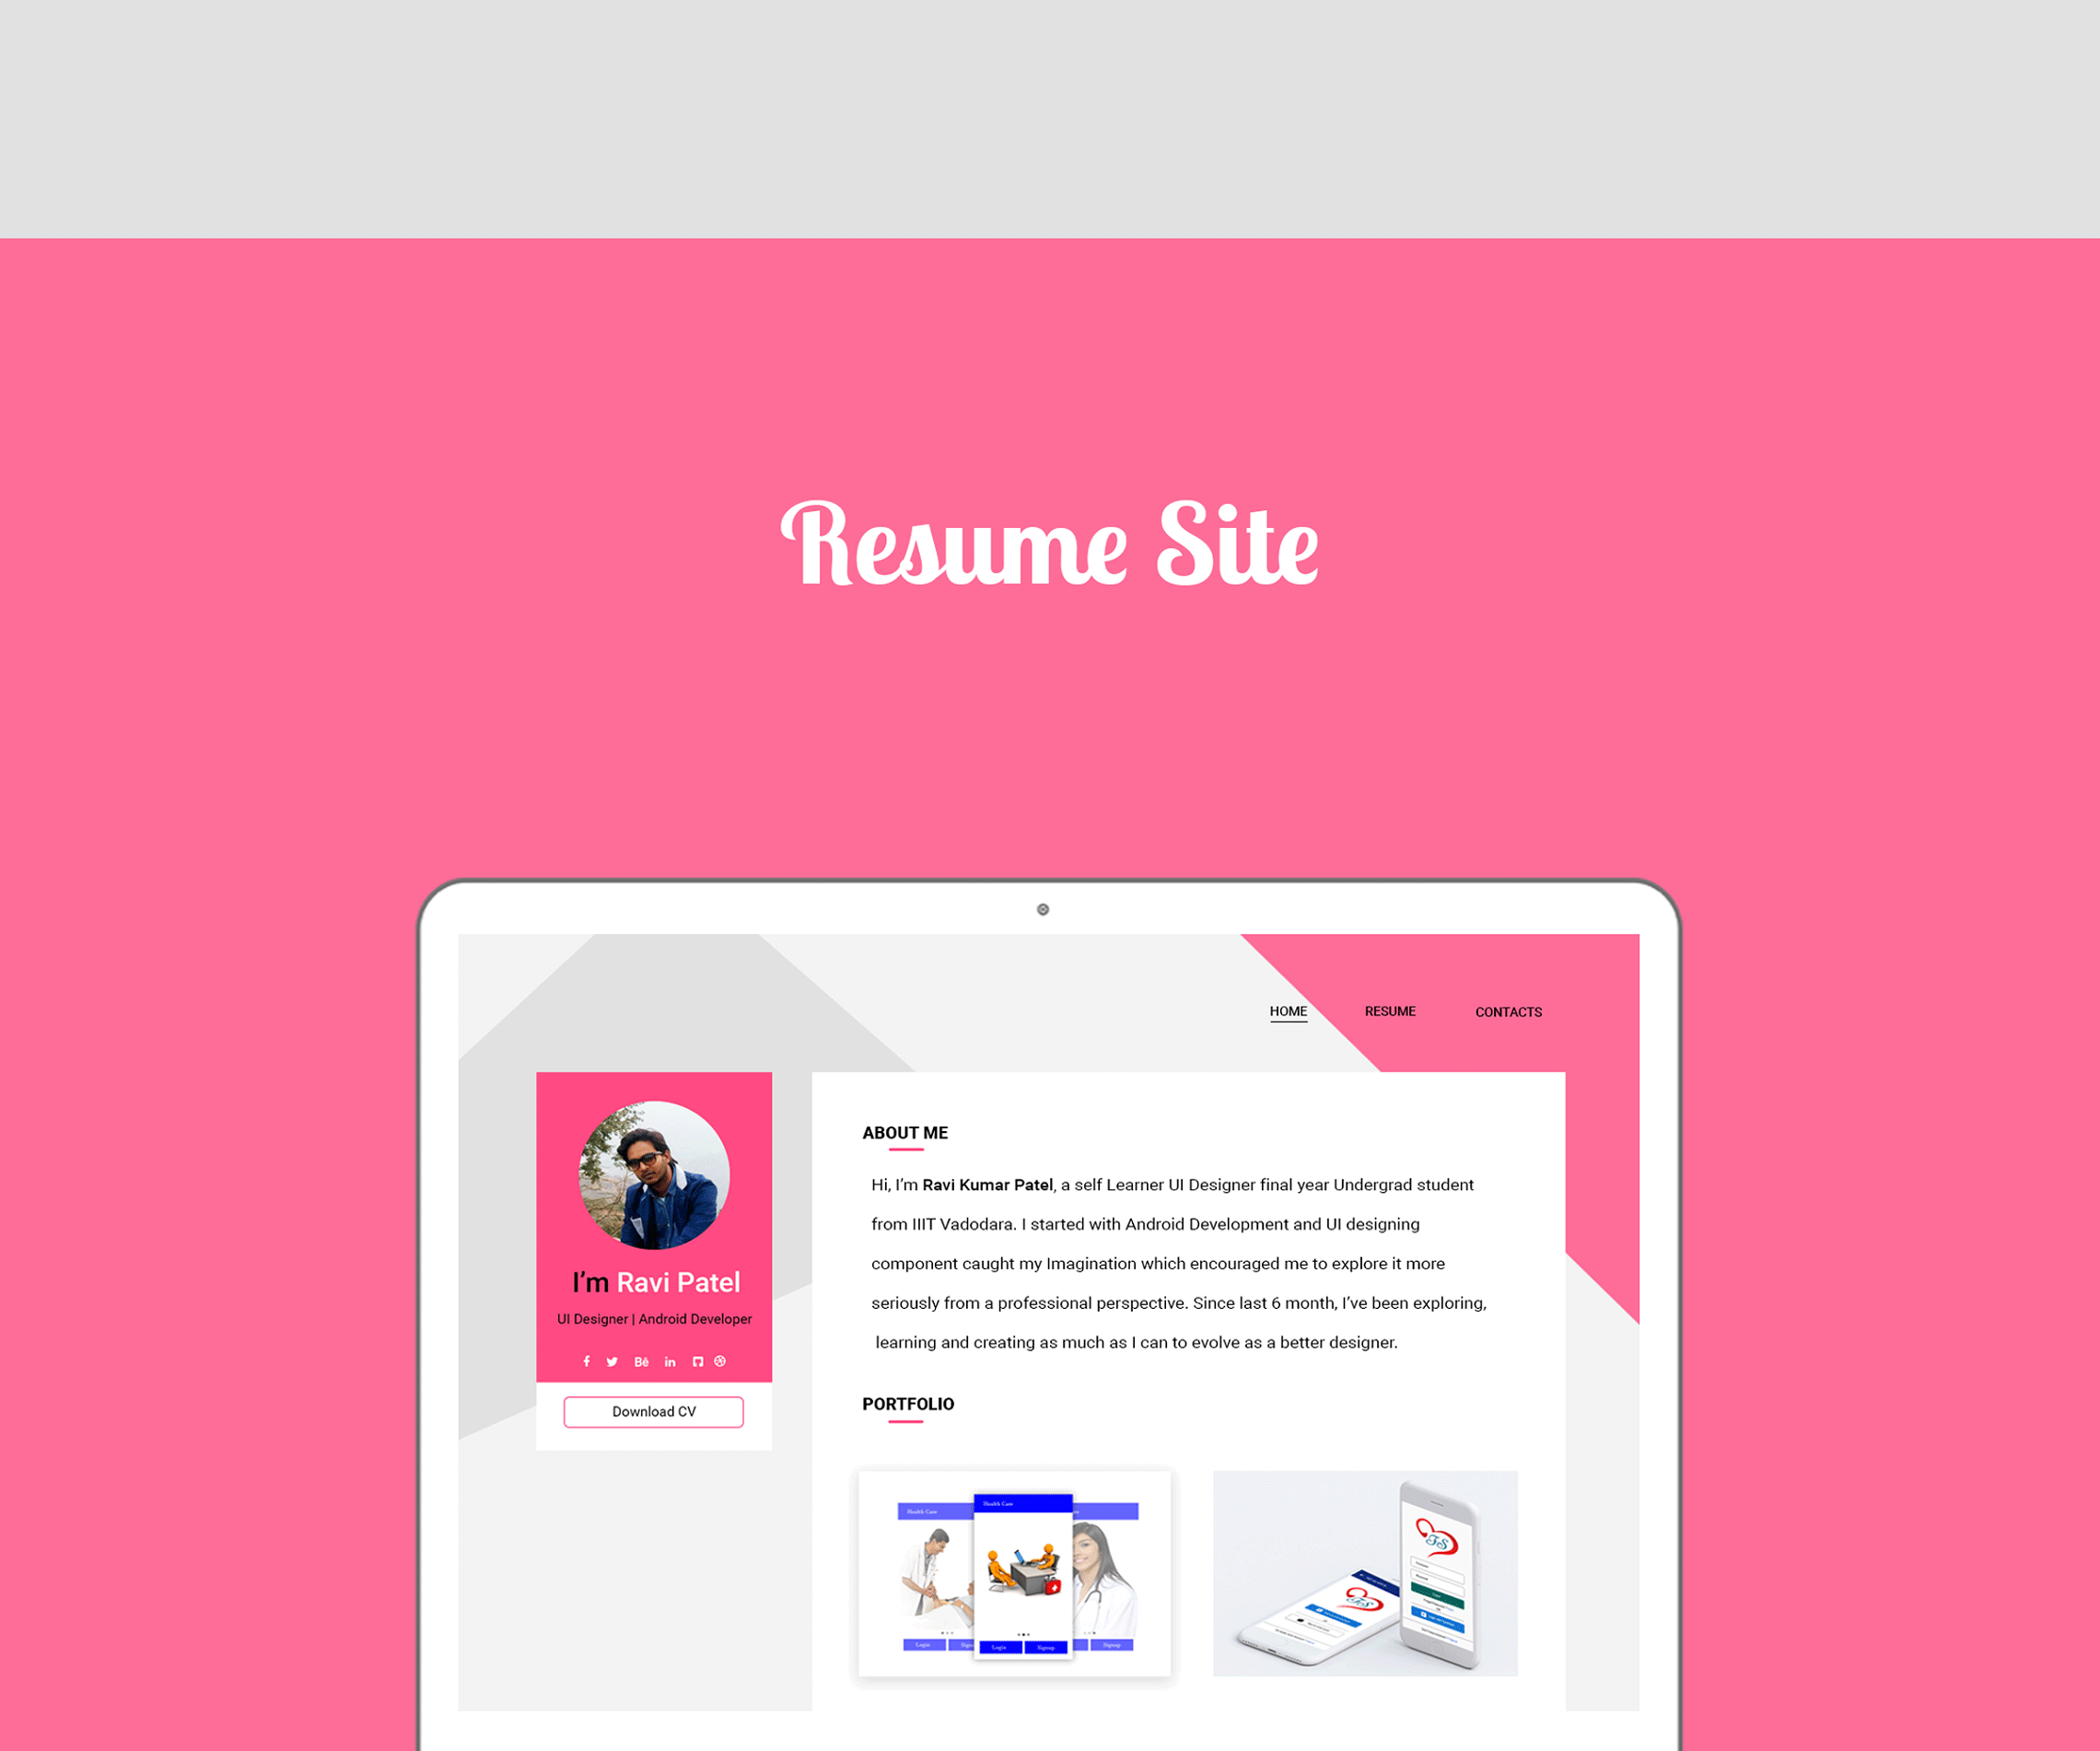 Resume Site
HOME RESUME CONTACTS
I'm Ravi Patel
UI Designer | Android Developer
Bē in
Download CV
ABOUT ME
Hi, I'm Ravi Kumar Patel, a self Learner UI Designer final year Undergrad student
from IIIT Vadodara. I started with Android Development and UI designing
component caught my Imagination which encouraged me to explore it more
seriously from a professional perspective. Since last 6 month, I've been exploring,
learning and creating as much as I can to evolve as a better designer.
PORTFOLIO
Health Care Health Care
Login Signup Signup
Login